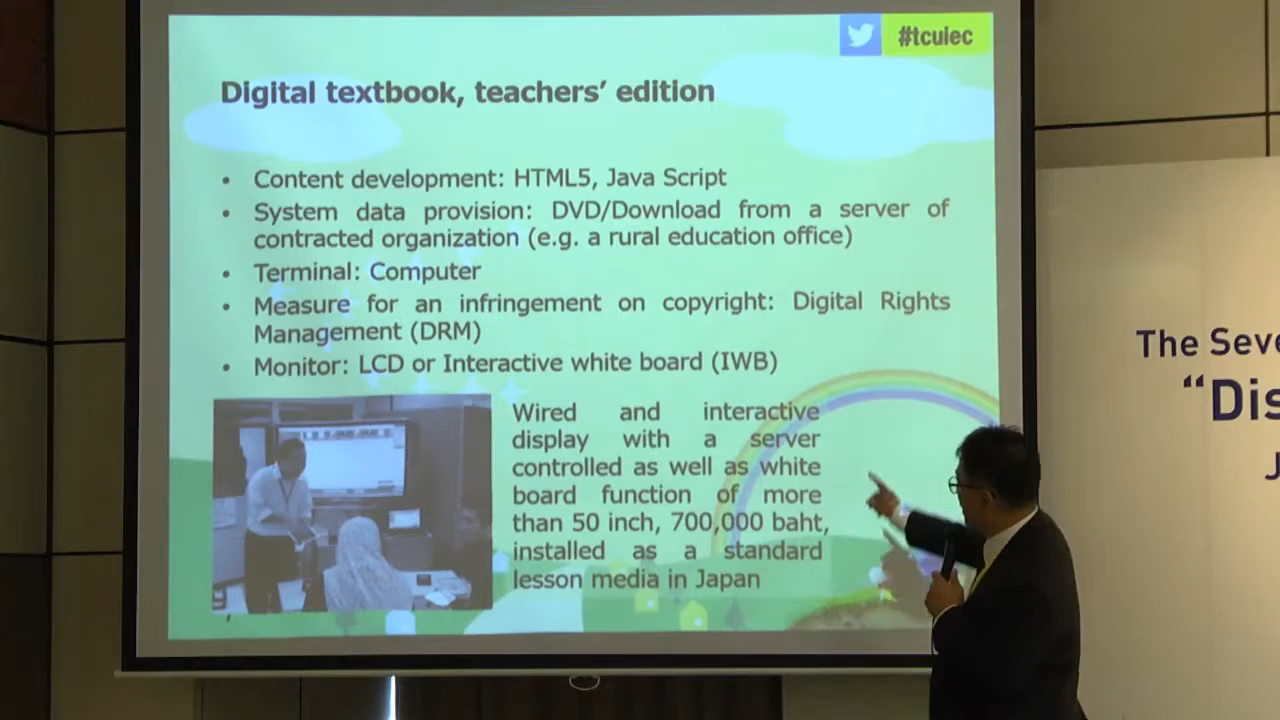 #tcuiec
Digital textbook, teachers’ edition
• Content development: HTML5, Java Script
• System data provision: DVD/Download from a server of
contracted organization (e.g. a rural education office)
• Terminal: Computer
• Measure for an infringement on copyright: Digital Rights
Management (DRM)
• Monitor: LCD or Interactive white board (IWB)
Wired and interactive
display with a server
controlled as well as white
board function of more
than 50 inch, 700,000 baht,
installed as a standard
lesson media in Japan
The Seve
“Dis
J